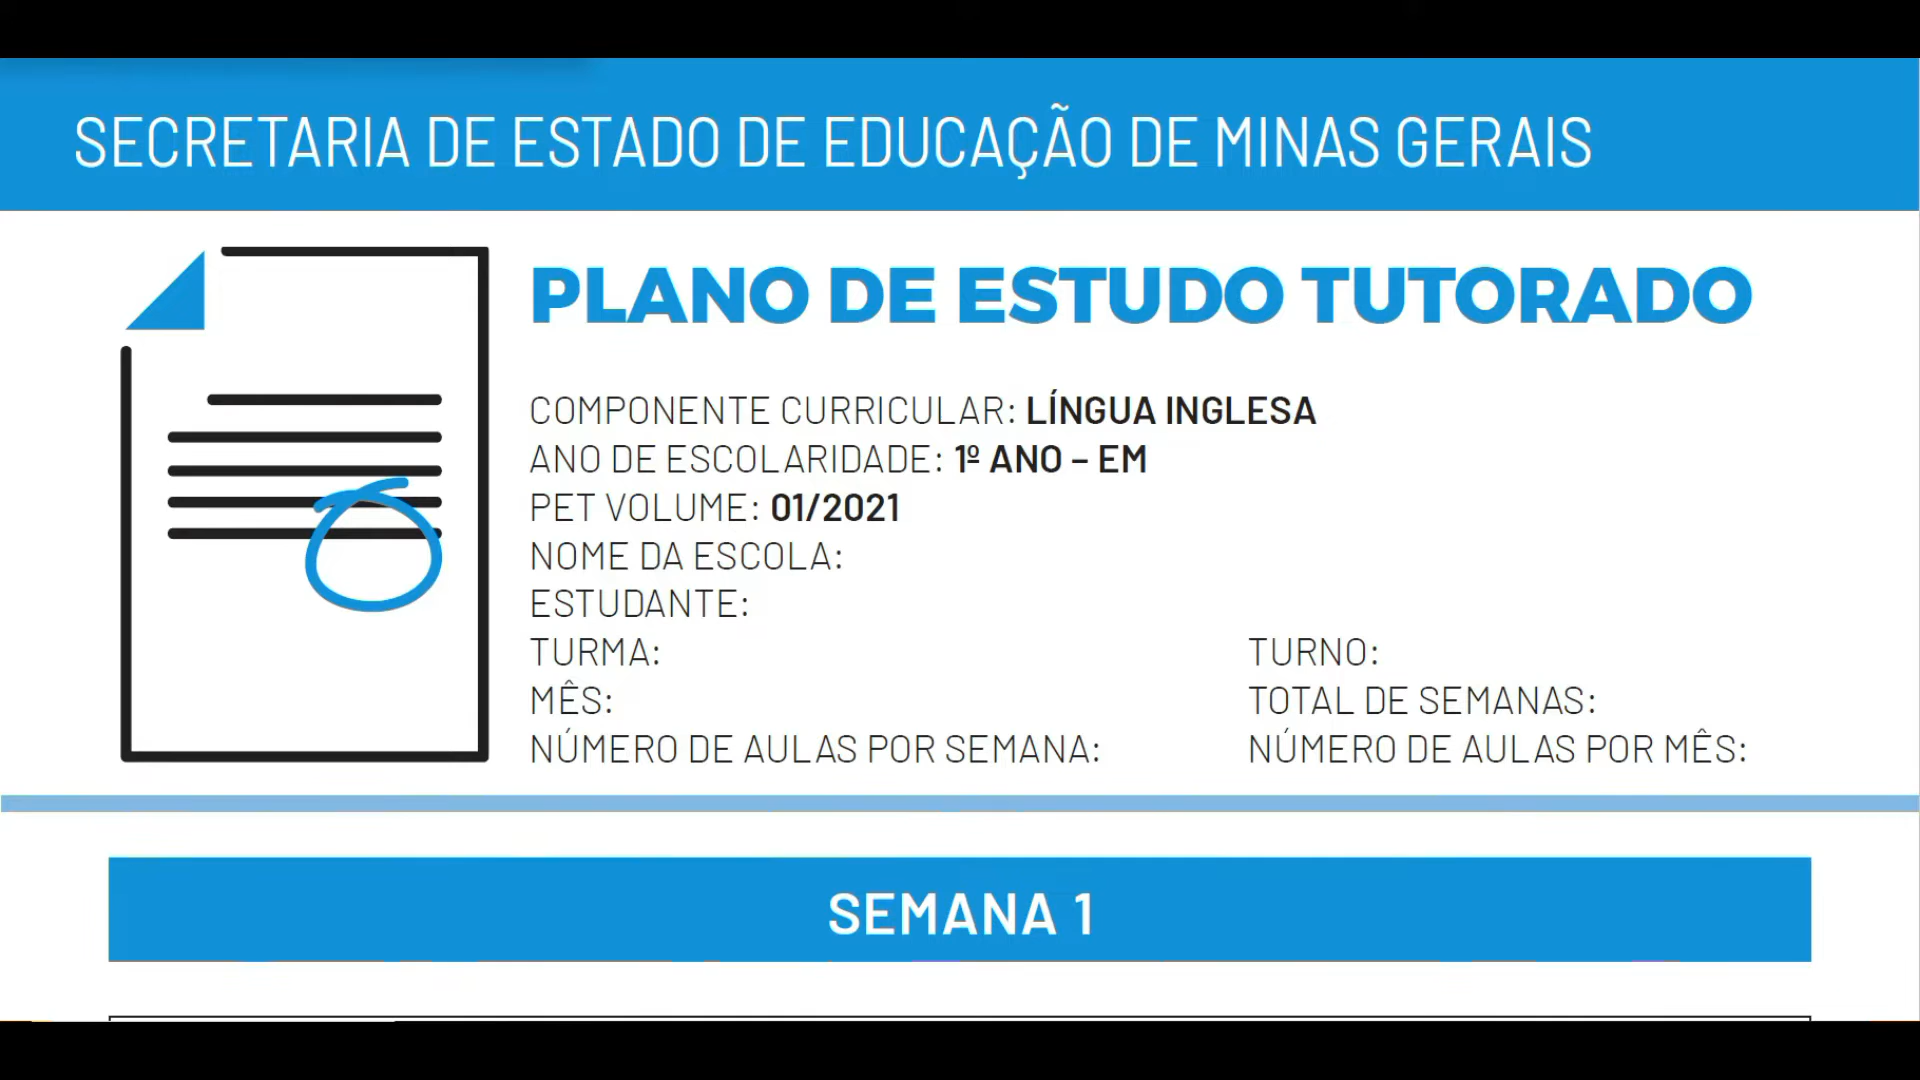 SECRETARIA DE ESTADO DE EDUCAÇÃO DE MINAS GERAIS
PLANO DE ESTUDO TUTORADO
COMPONENTE CURRICULAR: LÍNGUA INGLESA
ANO DE ESCOLARIDADE: 1º ANO – EM
PET VOLUME: 01/2021
NOME DA ESCOLA:
ESTUDANTE:
TURMA: TURNO:
MÊS: TOTAL DE SEMANAS:
NÚMERO DE AULAS POR SEMANA: NÚMERO DE AULAS POR MÊS:
SEMANA 1